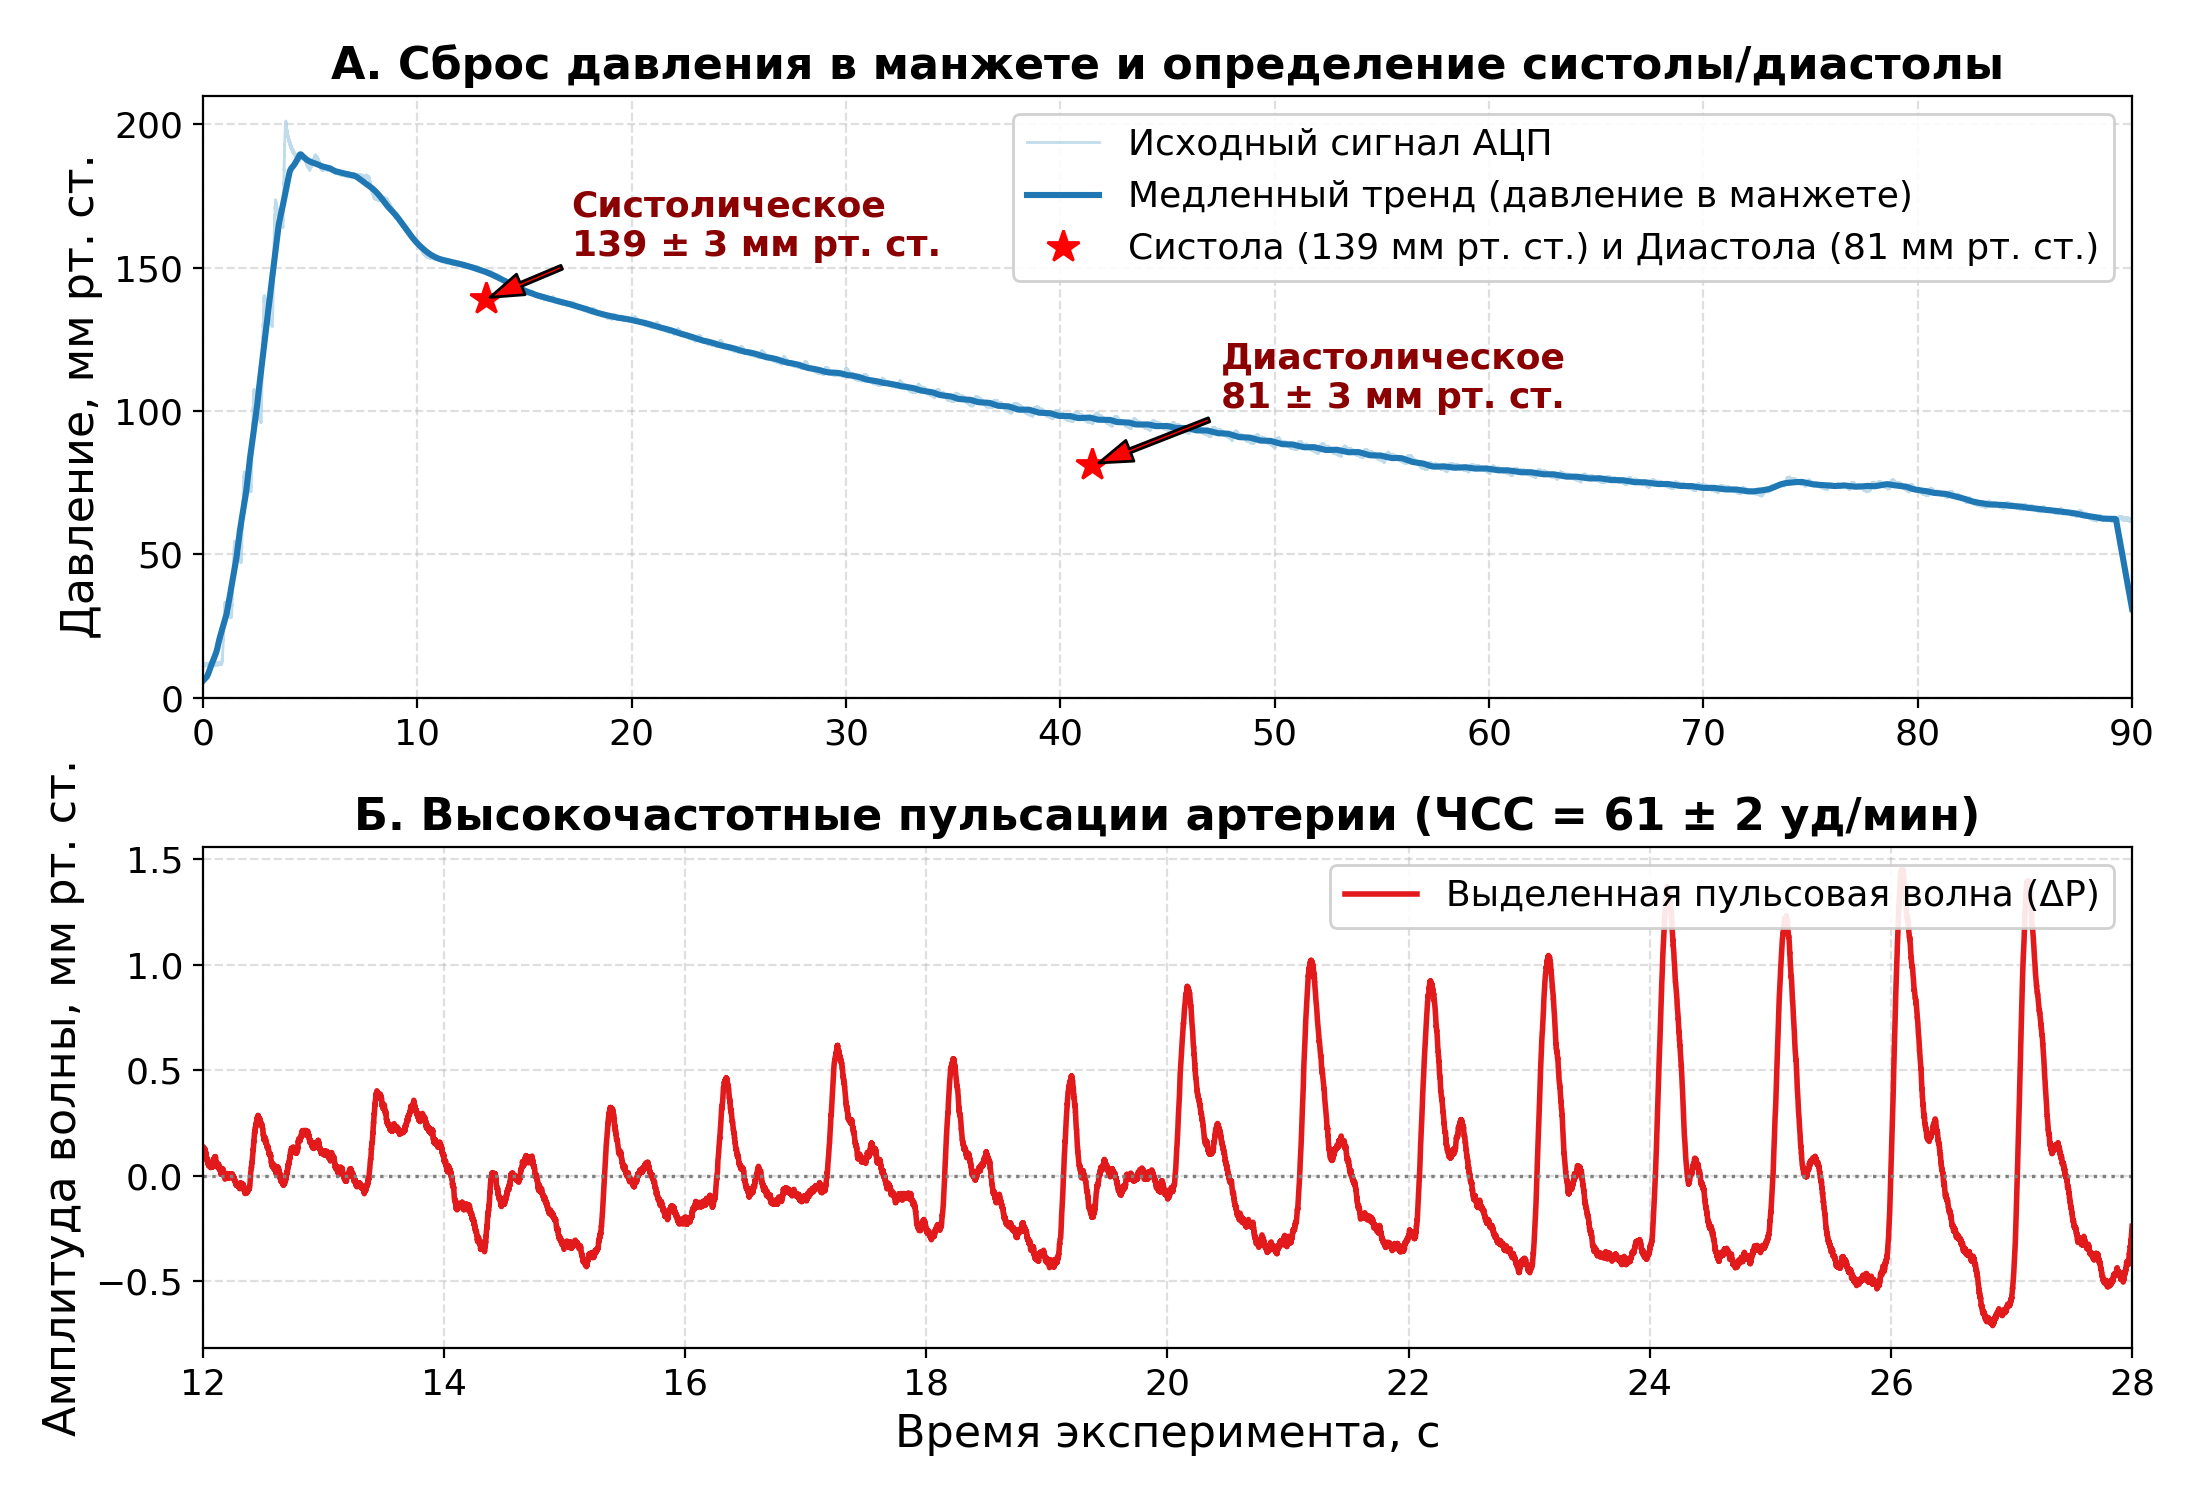 А. Сброс давления в манжете и определение систолы/диастолы
Давление, мм рт. ст.
200
150
100
50
0
Исходный сигнал АЦП
Медленный тренд (давление в манжете)
Систола (139 мм рт. ст.) и Диастола (81 мм рт. ст.)
Систолическое
139 ± 3 мм рт. ст.
Диастолическое
81 ± 3 мм рт. ст.
0 10 20 30 40 50 60 70 80 90
Б. Высокочастотные пульсации артерии (ЧСС = 61 ± 2 уд/мин)
Амплитуда волны, мм рт. ст.
1.5
1.0
0.5
0.0
−0.5
Выделенная пульсовая волна (ΔP)
12 14 16 18 20 22 24 26 28
Время эксперимента, с